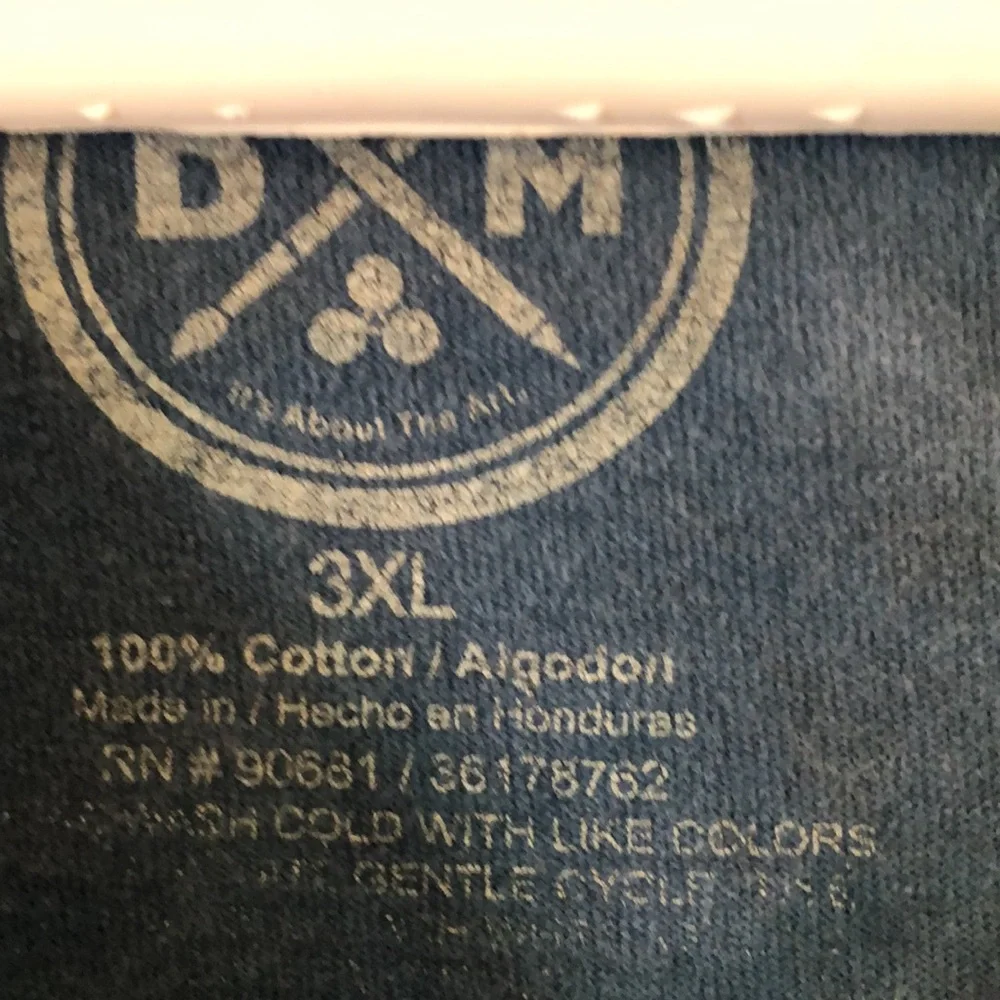 D M
It's About The Art.
3XL
100% Cotton / Algodon
Made in / Hecho en Honduras
RN # 90681 / 36178762
WASH COLD WITH LIKE COLORS
GENTLE CYCLE